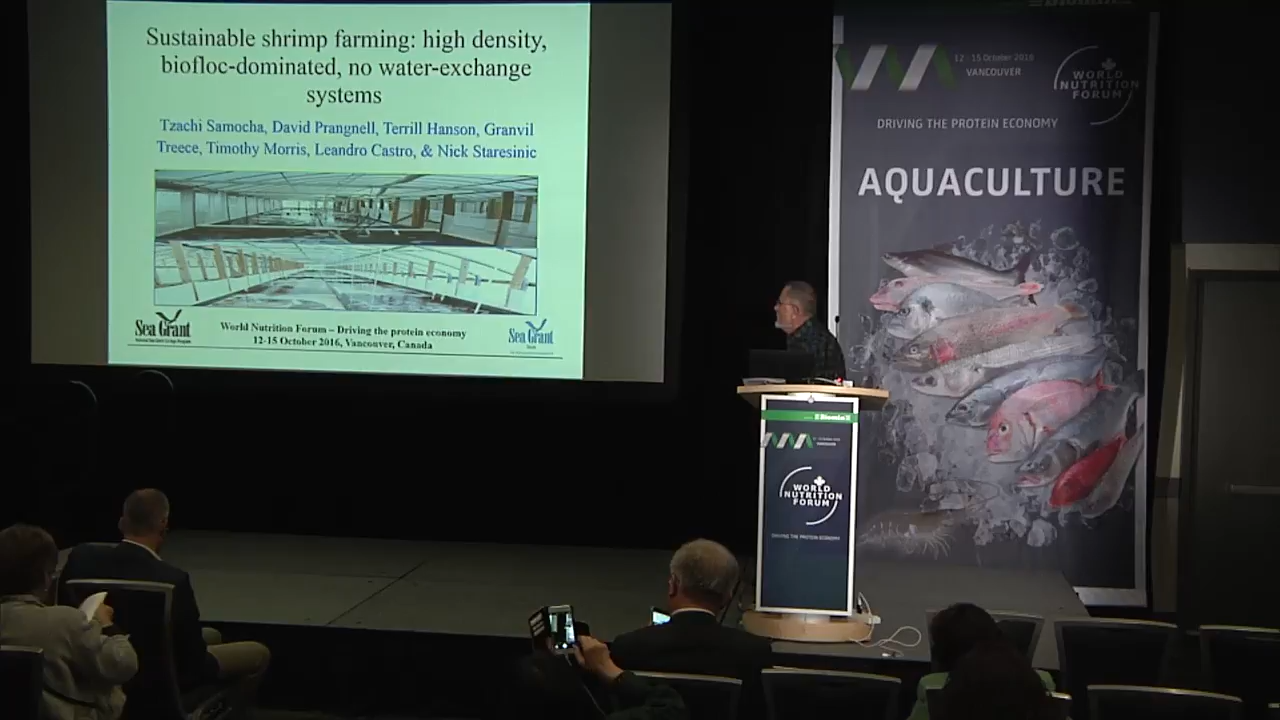 Sustainable shrimp farming: high density,
biofloc-dominated, no water-exchange
systems
Tzachi Samocha, David Prangnell, Terrill Hanson, Granvil
Treece, Timothy Morris, Leandro Castro, & Nick Staresinic
Sea Grant
World Nutrition Forum – Driving the protein economy
12-15 October 2016, Vancouver, Canada
Sea Grant
12 - 15 October 2016
VANCOUVER
WORLD
NUTRITION
FORUM
DRIVING THE PROTEIN ECONOMY
AQUACULTURE
Biomin
VANCOUVER
WORLD
NUTRITION
FORUM
DRIVING THE PROTEIN ECONOMY